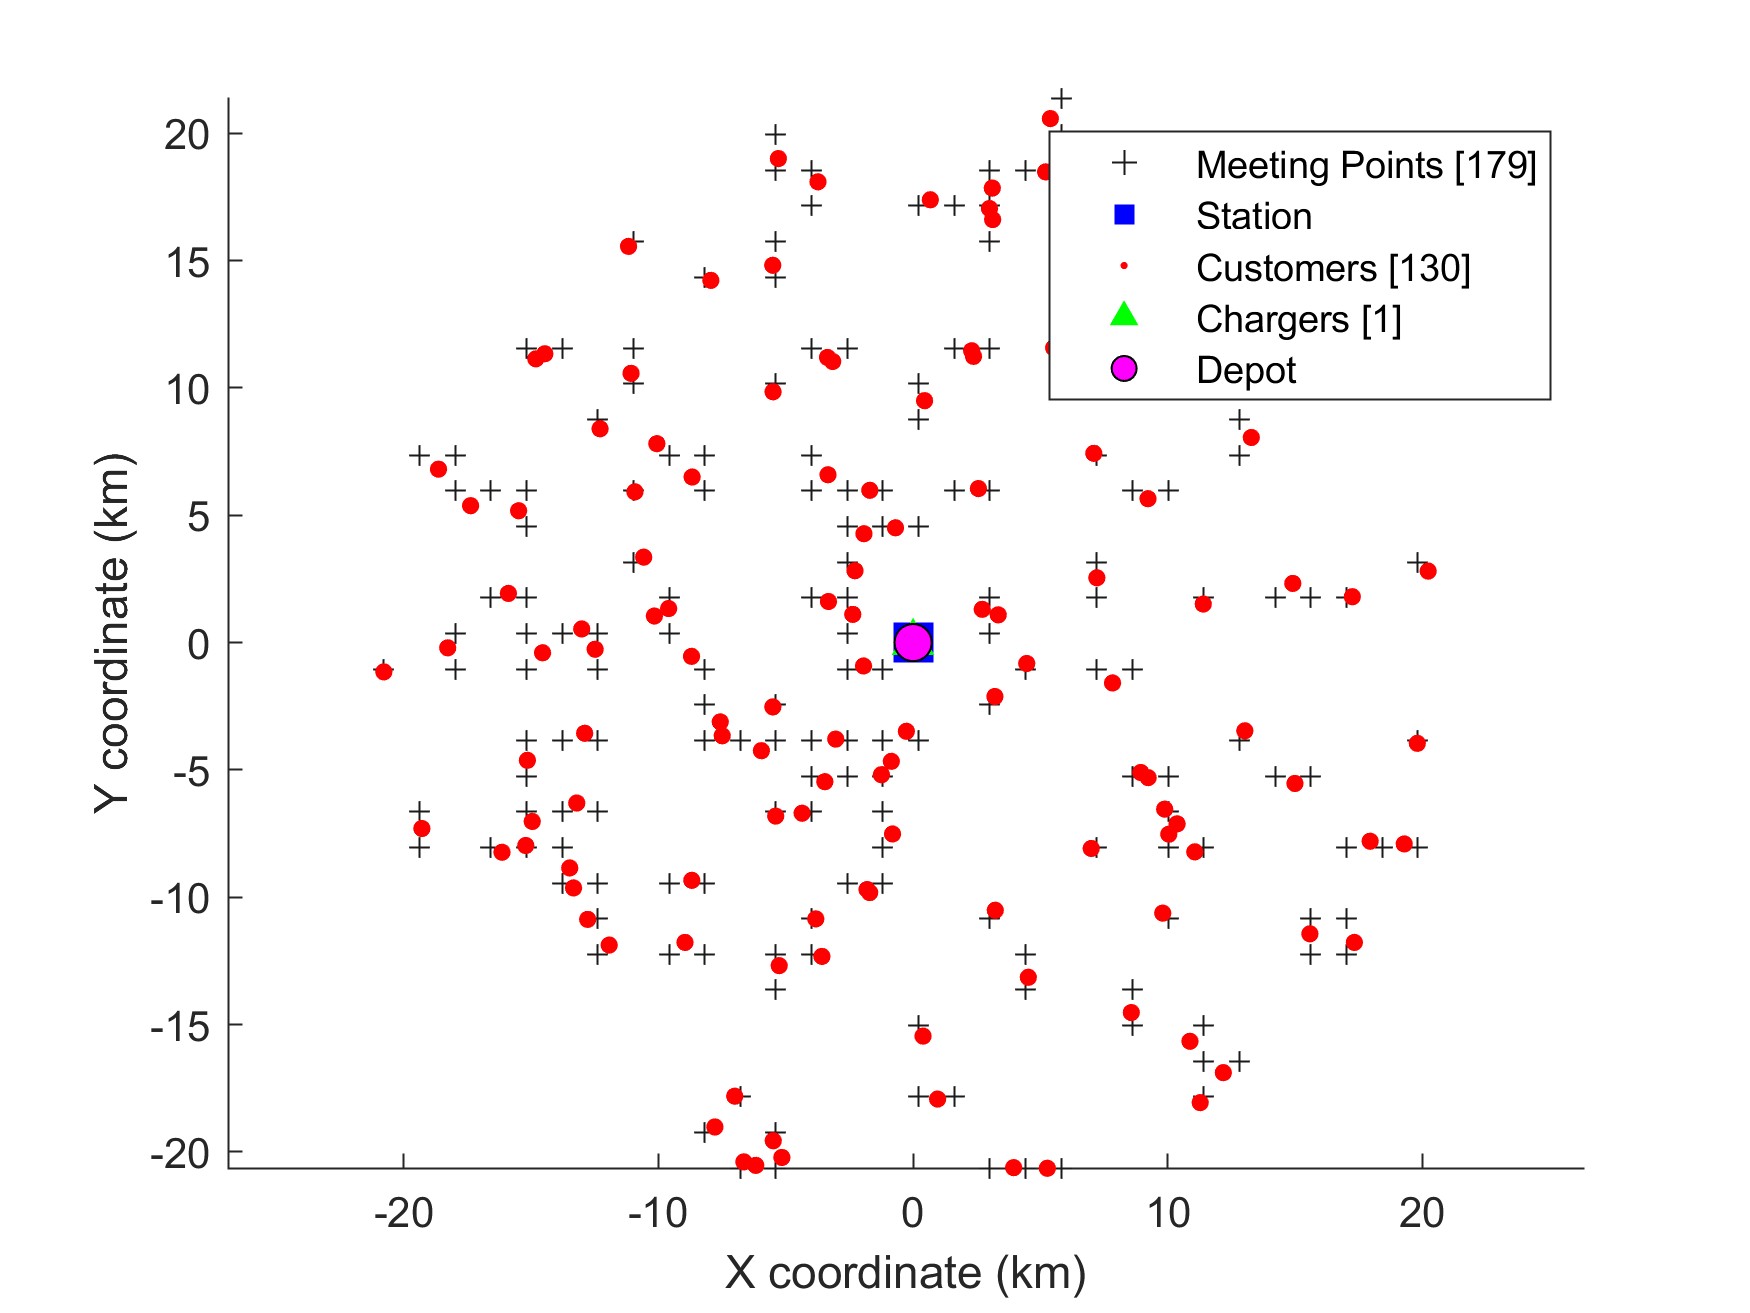 20
15
10
5
0
-5
-10
-15
-20
Y coordinate (km)
Meeting Points [179]
Station
Customers [130]
Chargers [1]
Depot
-20 -10 0 10 20
X coordinate (km)